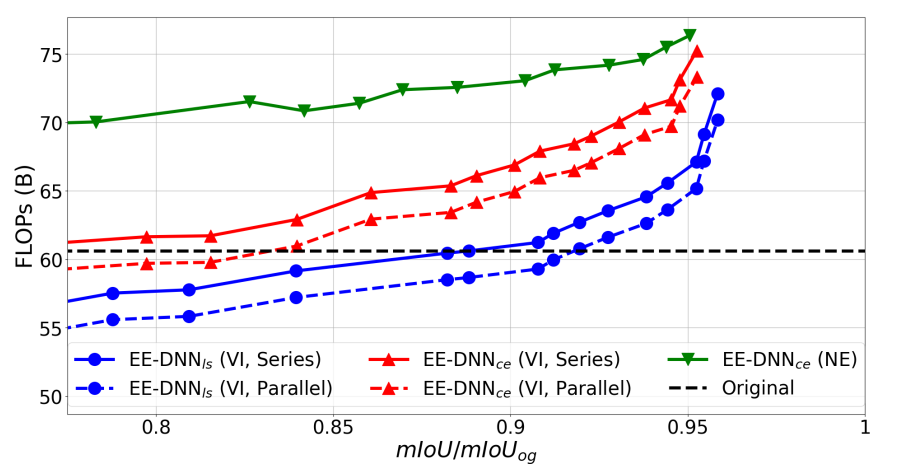 75
70
65
60
55
50
FLOPs (B)
EE-DNN_ls (VI, Series)
EE-DNN_ce (VI, Series)
EE-DNN_ce (NE)
EE-DNN_ls (VI, Parallel)
EE-DNN_ce (VI, Parallel)
Original
0.8
0.85
0.9
0.95
1
mIoU/mIoU_og